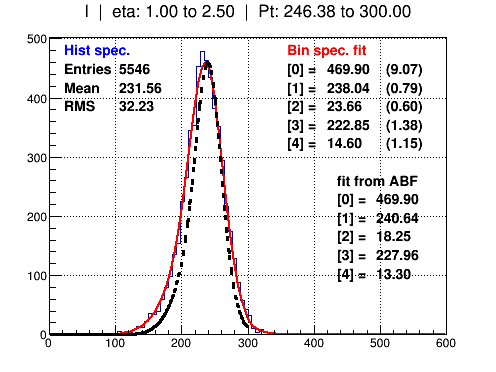 I | eta: 1.00 to 2.50 | Pt: 246.38 to 300.00
Hist spec.
Entries 5546
Mean 231.56
RMS 32.23
Bin spec. fit
[0] = 469.90 (9.07)
[1] = 238.04 (0.79)
[2] = 23.66 (0.60)
[3] = 222.85 (1.38)
[4] = 14.60 (1.15)
fit from ABF
[0] = 469.90
[1] = 240.64
[2] = 18.25
[3] = 227.96
[4] = 13.30
500
400
300
200
100
0
0 100 200 300 400 500 600